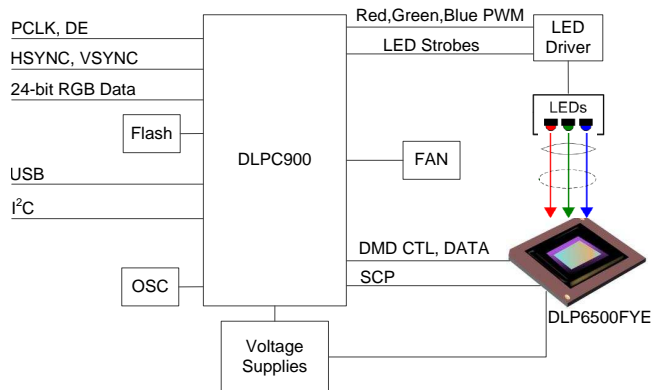 PCLK, DE
HSYNC, VSYNC
24-bit RGB Data
Flash
USB
I²C
OSC
DLPC900
Voltage
Supplies
Red,Green,Blue PWM
LED Strobes
LED
Driver
LEDs
FAN
DMD CTL, DATA
SCP
DLP6500FYE